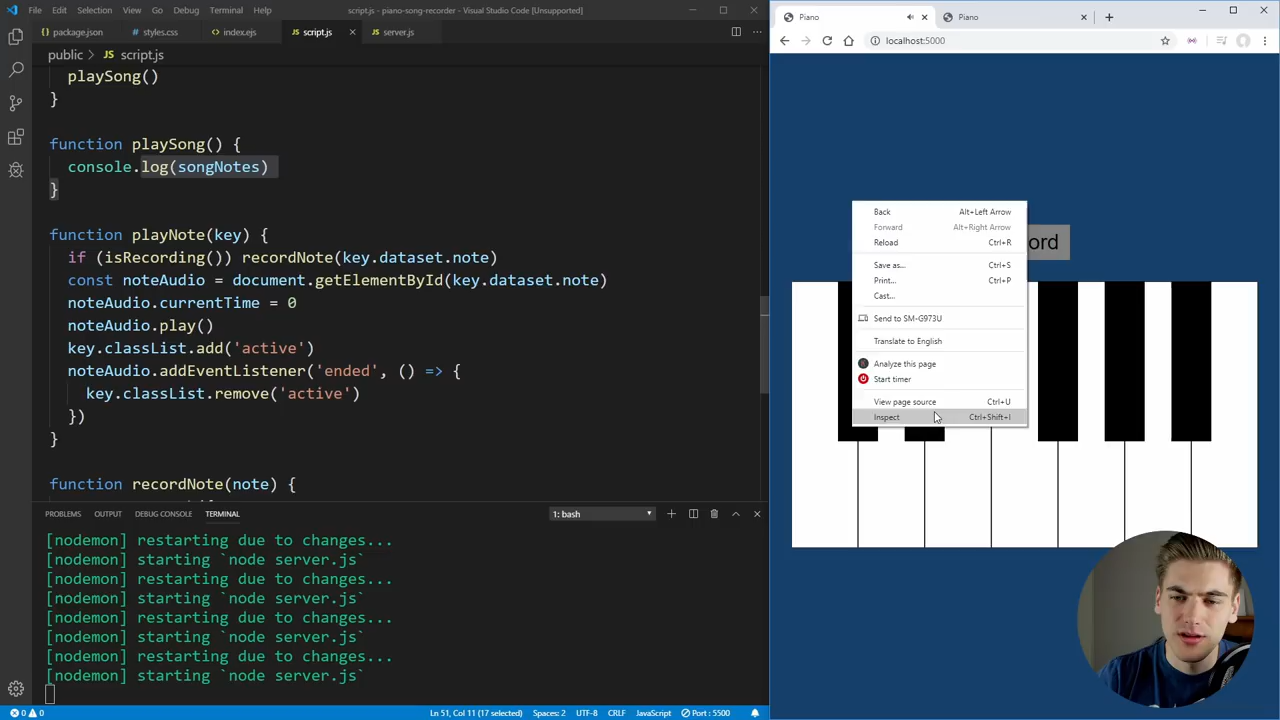 File Edit Selection View Go Debug Terminal Help
script.js - piano-song-recorder - Visual Studio Code [Unsupported]
package.json
styles.css
index.ejs
script.js
server.js
public > script.js
playSong()
}
function playSong() {
console.log(songNotes)
}
function playNote(key) {
if (isRecording()) recordNote(key.dataset.note)
const noteAudio = document.getElementById(key.dataset.note)
noteAudio.currentTime = 0
noteAudio.play()
key.classList.add('active')
noteAudio.addEventListener('ended', () => {
key.classList.remove('active')
})
}
function recordNote(note) {
PROBLEMS OUTPUT DEBUG CONSOLE TERMINAL
1: bash
[nodemon] restarting due to changes...
[nodemon] starting `node server.js`
[nodemon] restarting due to changes...
[nodemon] starting `node server.js`
[nodemon] restarting due to changes...
[nodemon] starting `node server.js`
[nodemon] restarting due to changes...
[nodemon] starting `node server.js`
0 0
Ln 51, Col 11 (17 selected) Spaces: 2 UTF-8 CRLF JavaScript Port : 5500
Piano
Piano
localhost:5000
Back Alt+Left Arrow
Forward Alt+Right Arrow
Reload Ctrl+R
Save as... Ctrl+S
Print... Ctrl+P
Cast...
Send to SM-G973U
Translate to English
Analyze this page
Start timer
View page source Ctrl+U
Inspect Ctrl+Shift+I
ord